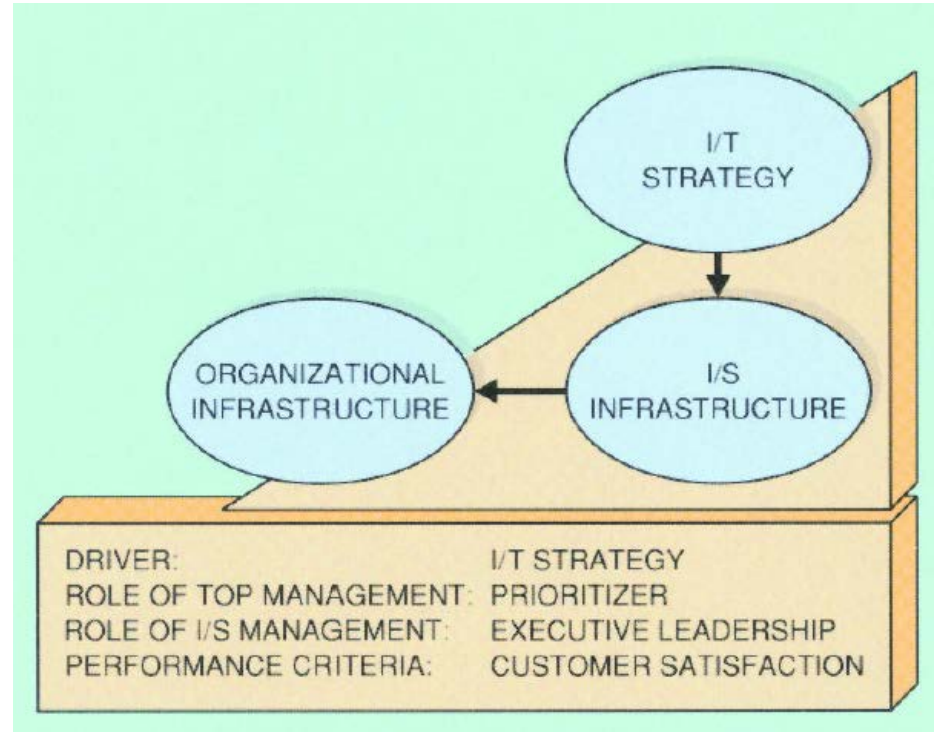 I/T
STRATEGY
ORGANIZATIONAL
INFRASTRUCTURE
I/S
INFRASTRUCTURE
DRIVER: I/T STRATEGY
ROLE OF TOP MANAGEMENT: PRIORITIZER
ROLE OF I/S MANAGEMENT: EXECUTIVE LEADERSHIP
PERFORMANCE CRITERIA: CUSTOMER SATISFACTION